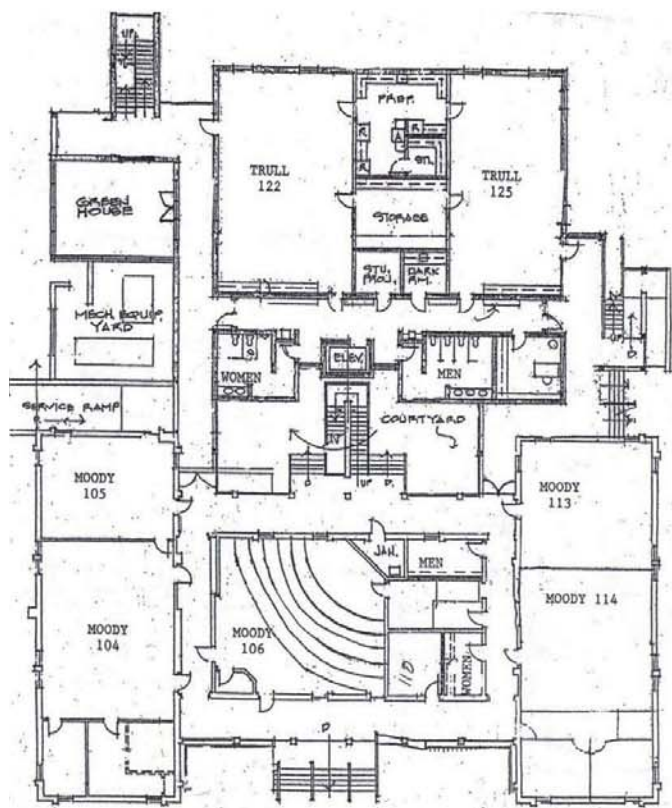 UP
PREP.
R
A
R
R
TRULL
122
TRULL
125
GREEN
HOUSE
STORAGE
STU.
PROJ.
DARK
RM.
MECH. EQUIP.
YARD
ELEV.
WOMEN
MEN
SERVICE RAMP
COURTYARD
D
UP
D
MOODY
105
MOODY
113
JAN.
MEN
MOODY
104
MOODY
106
MOODY 114
110
WOMEN
D